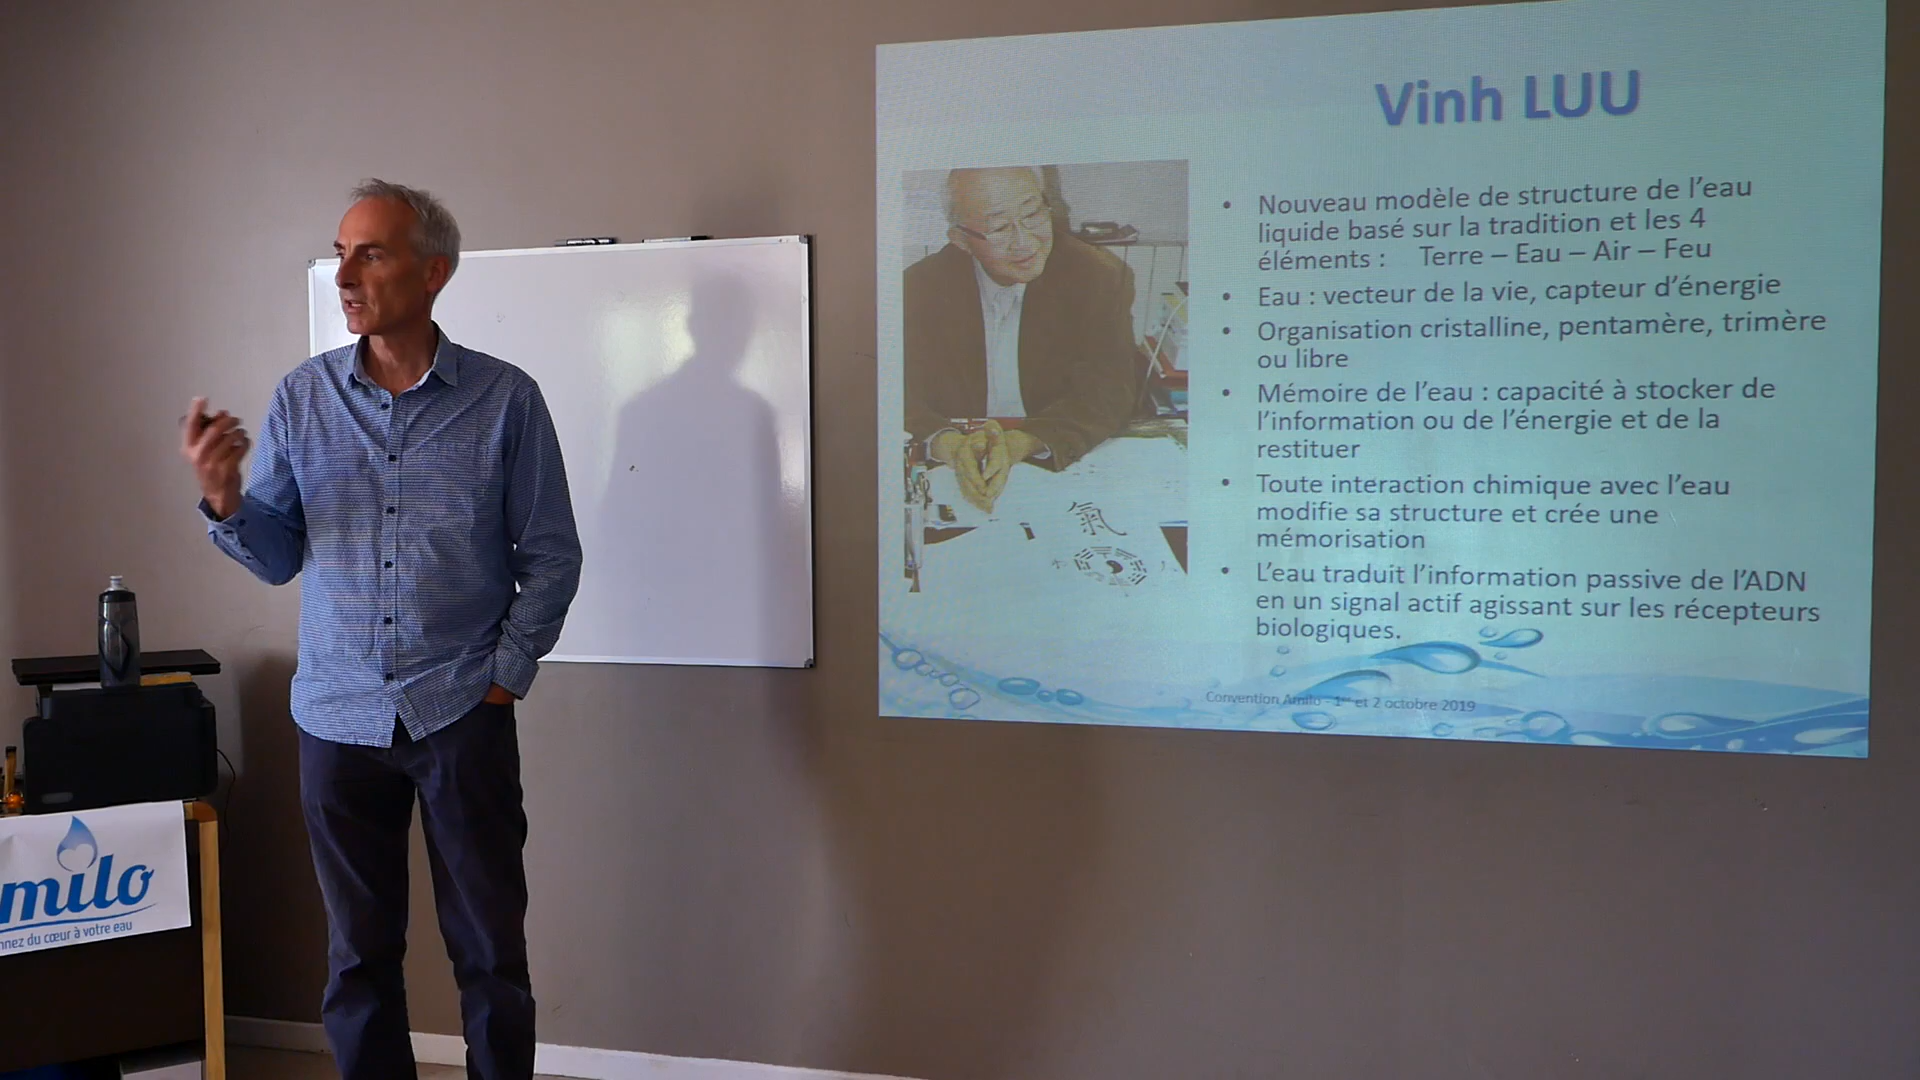 Vinh LUU
• Nouveau modèle de structure de l'eau
liquide basé sur la tradition et les 4
éléments : Terre – Eau – Air – Feu
• Eau : vecteur de la vie, capteur d'énergie
• Organisation cristalline, pentamère, trimère
ou libre
• Mémoire de l'eau : capacité à stocker de
l'information ou de l'énergie et de la
restituer
• Toute interaction chimique avec l'eau
modifie sa structure et crée une
mémorisation
• L'eau traduit l'information passive de l'ADN
en un signal actif agissant sur les récepteurs
biologiques.
氣
Convention Amilo - 1er et 2 octobre 2019
milo
nnez du cœur à votre eau